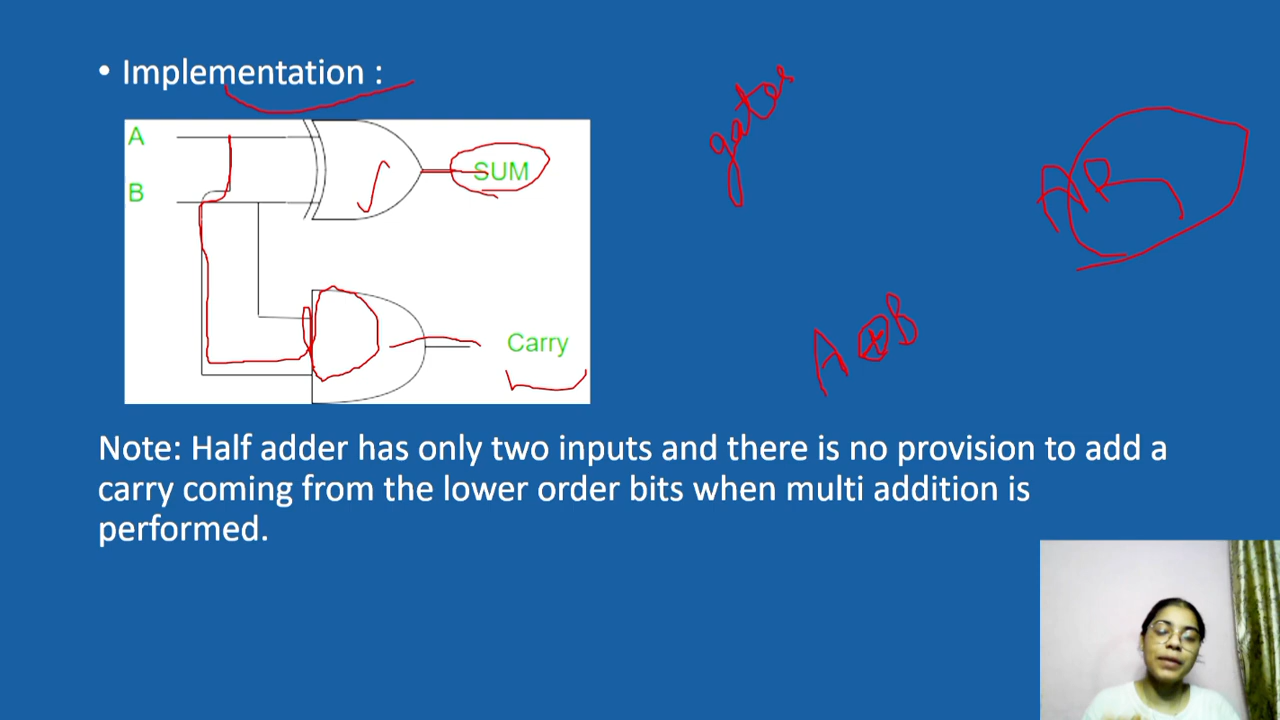 • Implementation :
gates
A
B
SUM
AB
A⊕B
Carry
Note: Half adder has only two inputs and there is no provision to add a
carry coming from the lower order bits when multi addition is
performed.